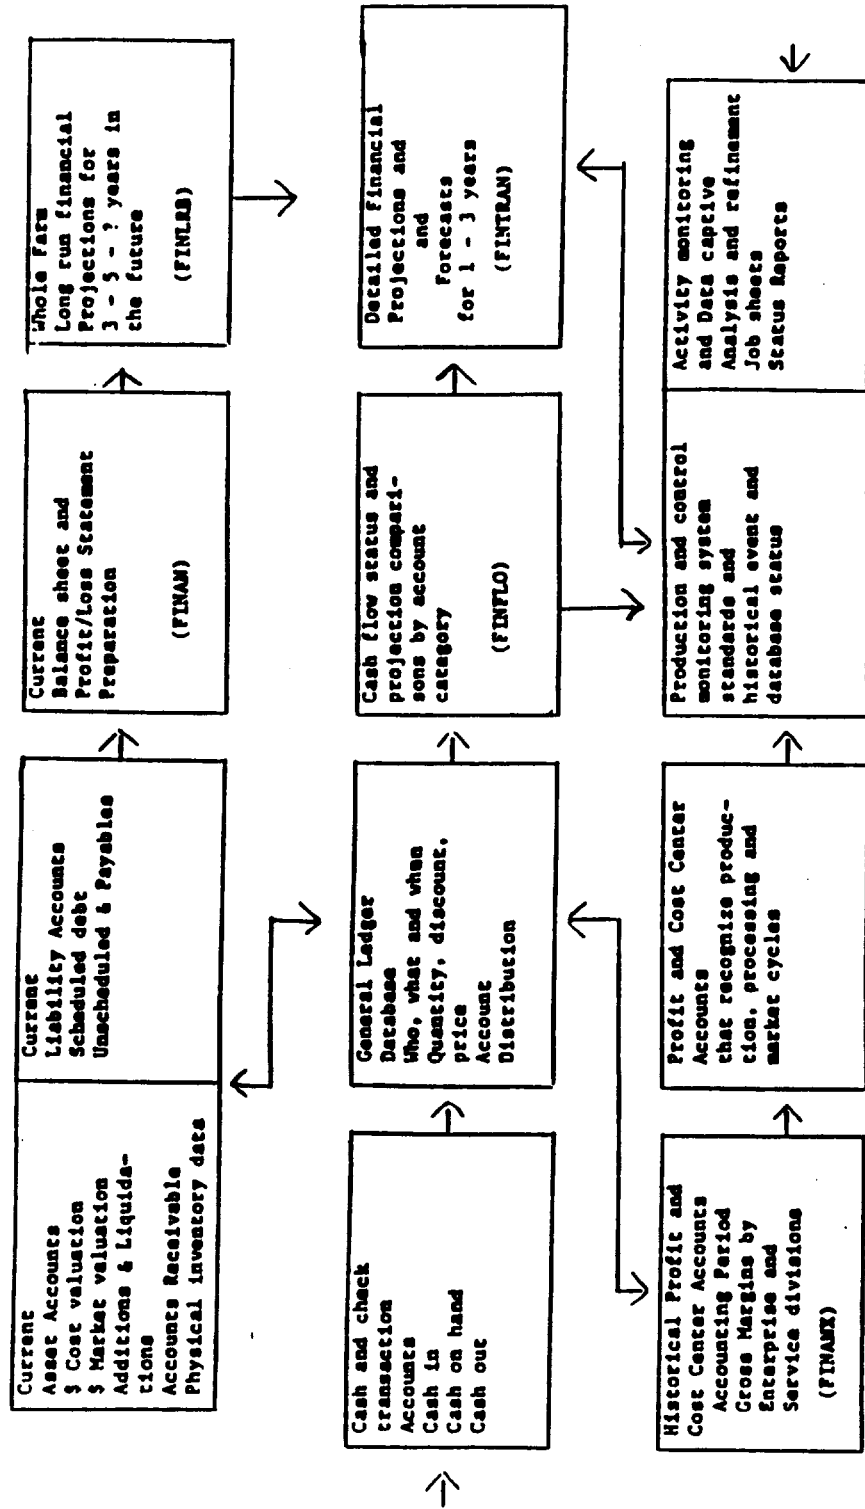 Current
Asset Accounts
$ Cost valuation
$ Market valuation
Additions & Liquida-
tions
Accounts Receivable
Physical inventory data
Current
Liability Accounts
Scheduled debt
Unscheduled & Payables
Current
Balance sheet and
Profit/Loss Statement
Preparation
(FINAN)
Whole Farm
Long run financial
Projections for
3 - 5 - ? years in
the future
(FINLRB)
Cash and check
transaction
Accounts
Cash in
Cash on hand
Cash out
General Ledger
Database
Who, what and when
Quantity, discount,
price
Account
Distribution
Cash flow status and
projection compari-
sons by account
catagory
(FINFLO)
Detailed Financial
Projections and
and
Forecasts
for 1 - 3 years
(FINTRAN)
Historical Profit and
Cost Center Accounts
Accounting Period
Gross Margins by
Enterprise and
Service divisions
(FINANX)
Profit and Cost Center
Accounts
that recognize produc-
tion, processing and
market cycles
Production and control
monitoring system
standards and
historical event and
database status
Activity monitoring
and Data captive
Analysis and refinement
Job sheets
Status Reports